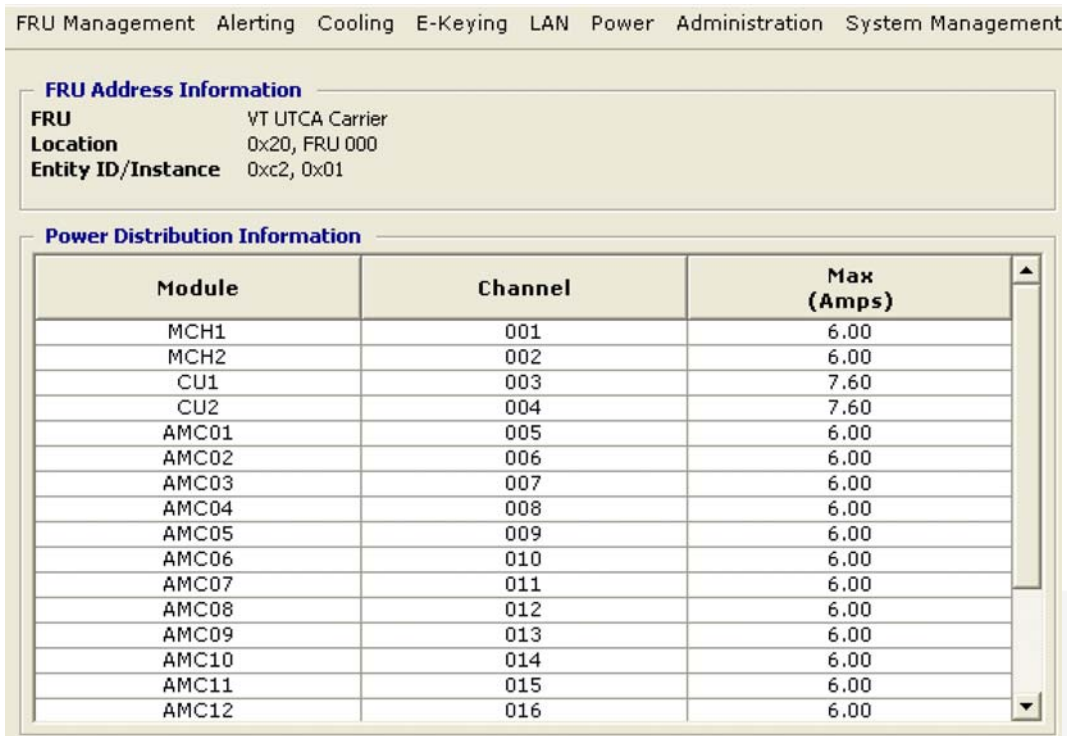 FRU Management Alerting Cooling E-Keying LAN Power Administration System Management
FRU Address Information
FRU VT UTCA Carrier
Location 0x20, FRU 000
Entity ID/Instance 0xc2, 0x01
Power Distribution Information
Module Channel Max (Amps)
MCH1 001 6.00
MCH2 002 6.00
CU1 003 7.60
CU2 004 7.60
AMC01 005 6.00
AMC02 006 6.00
AMC03 007 6.00
AMC04 008 6.00
AMC05 009 6.00
AMC06 010 6.00
AMC07 011 6.00
AMC08 012 6.00
AMC09 013 6.00
AMC10 014 6.00
AMC11 015 6.00
AMC12 016 6.00